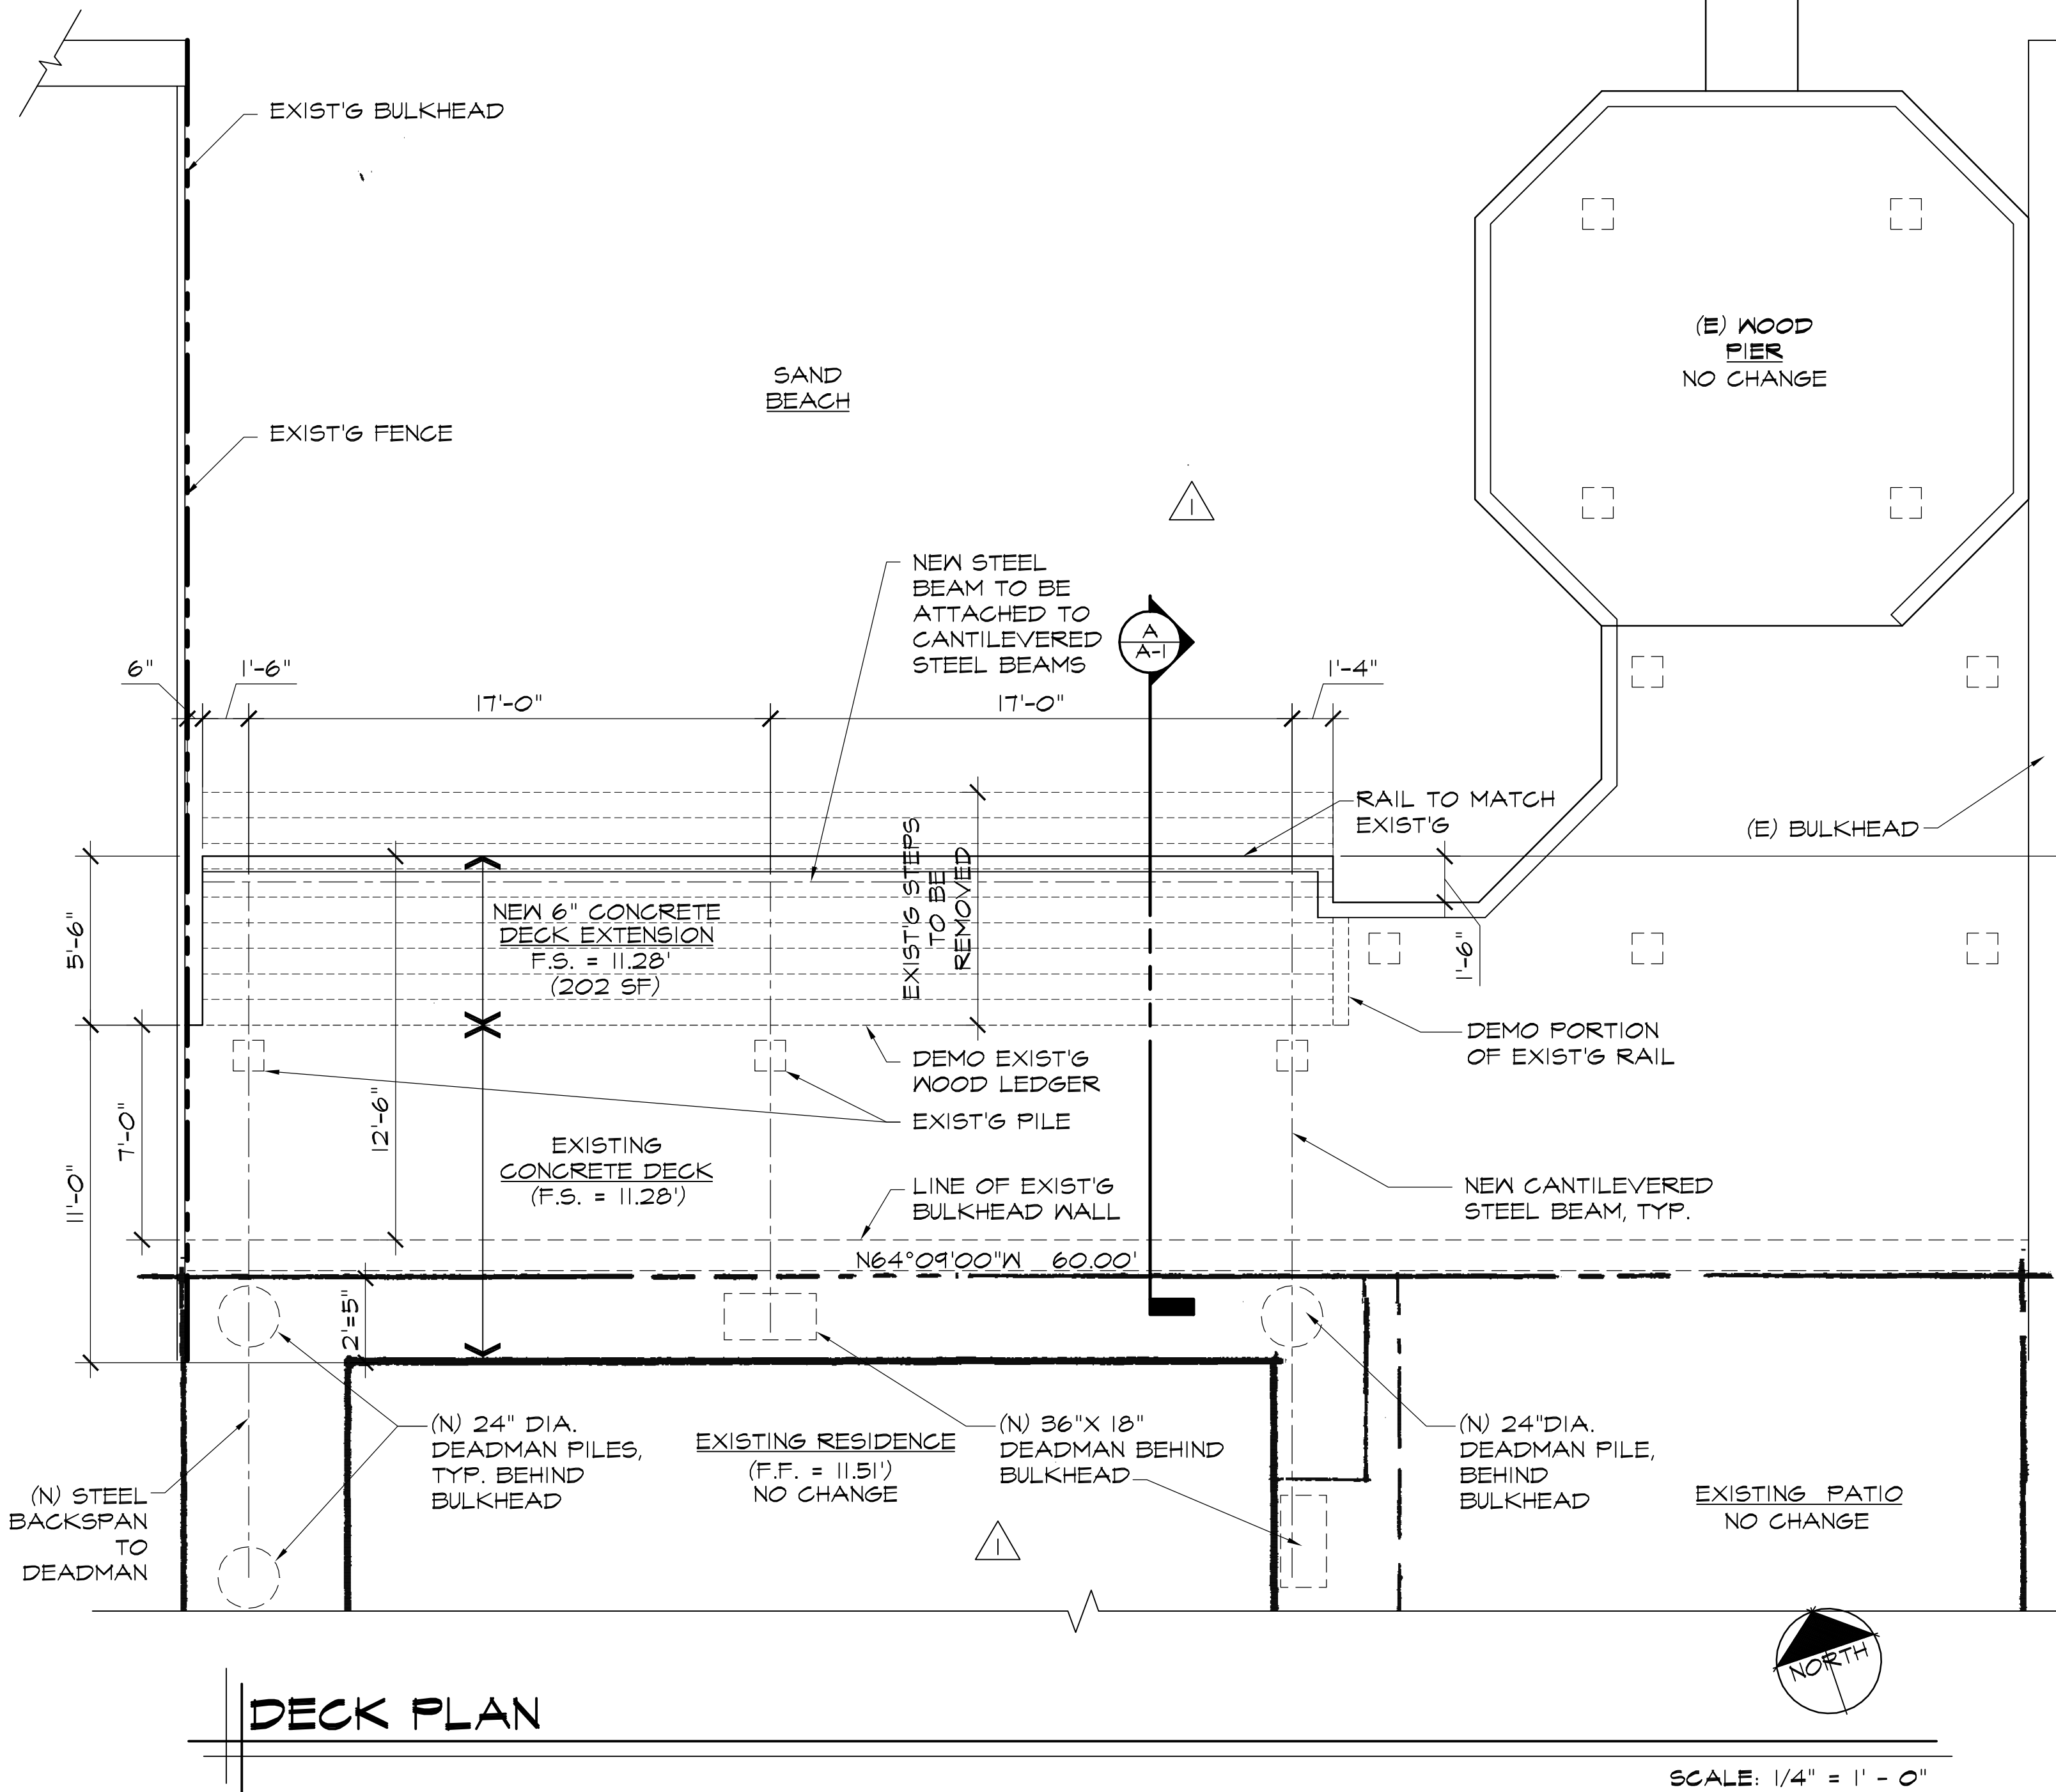 EXIST'G BULKHEAD
EXIST'G FENCE
SAND
BEACH
(E) WOOD
PIER
NO CHANGE
1
NEW STEEL
BEAM TO BE
ATTACHED TO
CANTILEVERED
STEEL BEAMS
A
A-1
6"
1'-6"
17'-0"
17'-0"
1'-4"
RAIL TO MATCH
EXIST'G
(E) BULKHEAD
EXIST'G STEPS
TO BE
REMOVED
5'-6"
NEW 6" CONCRETE
DECK EXTENSION
F.S. = 11.28'
(202 SF)
1'-6"
DEMO PORTION
OF EXIST'G RAIL
DEMO EXIST'G
WOOD LEDGER
EXIST'G PILE
7'-0"
12'-6"
11'-0"
EXISTING
CONCRETE DECK
(F.S. = 11.28')
LINE OF EXIST'G
BULKHEAD WALL
NEW CANTILEVERED
STEEL BEAM, TYP.
N64°09'00"W 60.00'
2'=5"
(N) 24" DIA.
DEADMAN PILES,
TYP. BEHIND
BULKHEAD
EXISTING RESIDENCE
(F.F. = 11.51')
NO CHANGE
(N) 36"X 18"
DEADMAN BEHIND
BULKHEAD
(N) 24"DIA.
DEADMAN PILE,
BEHIND
BULKHEAD
(N) STEEL
BACKSPAN
TO
DEADMAN
EXISTING PATIO
NO CHANGE
1
NORTH
DECK PLAN
SCALE: 1/4" = 1' - 0"